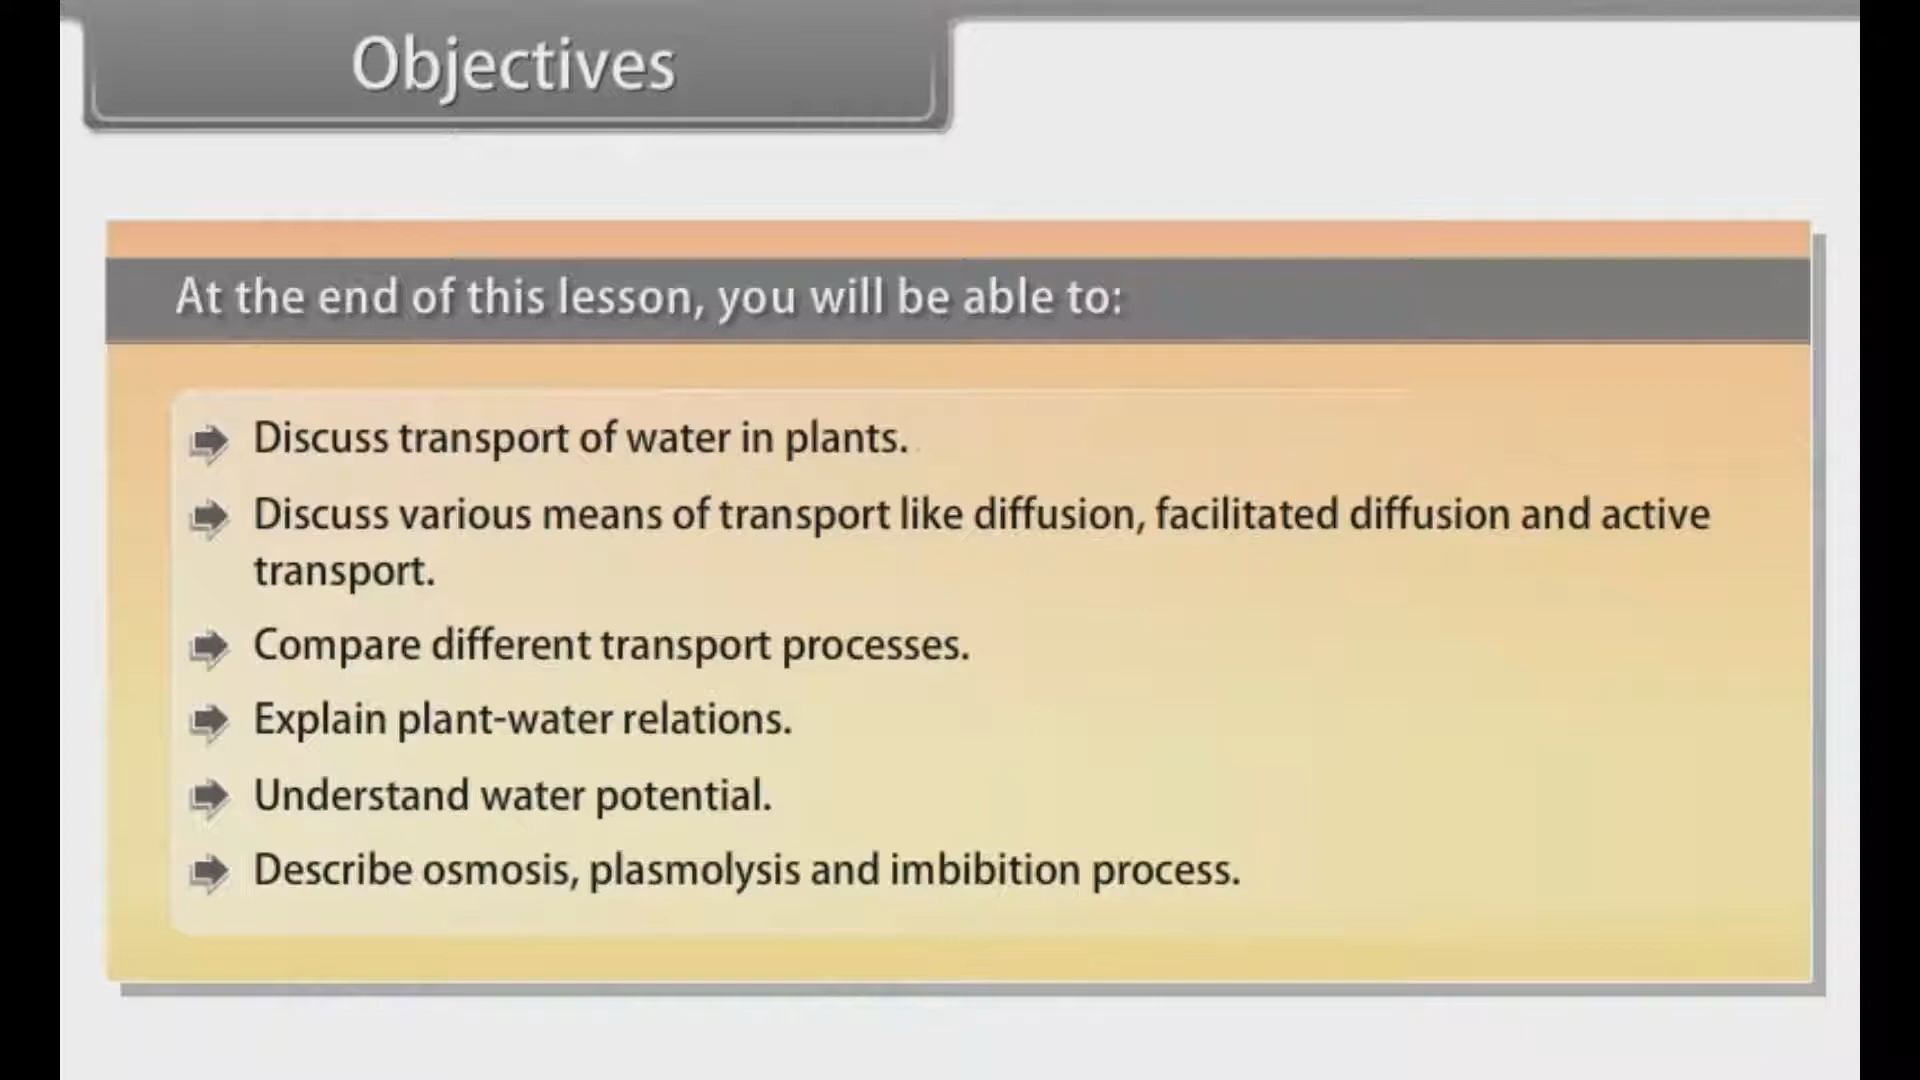 Objectives
At the end of this lesson, you will be able to:
Discuss transport of water in plants.
Discuss various means of transport like diffusion, facilitated diffusion and active
transport.
Compare different transport processes.
Explain plant-water relations.
Understand water potential.
Describe osmosis, plasmolysis and imbibition process.